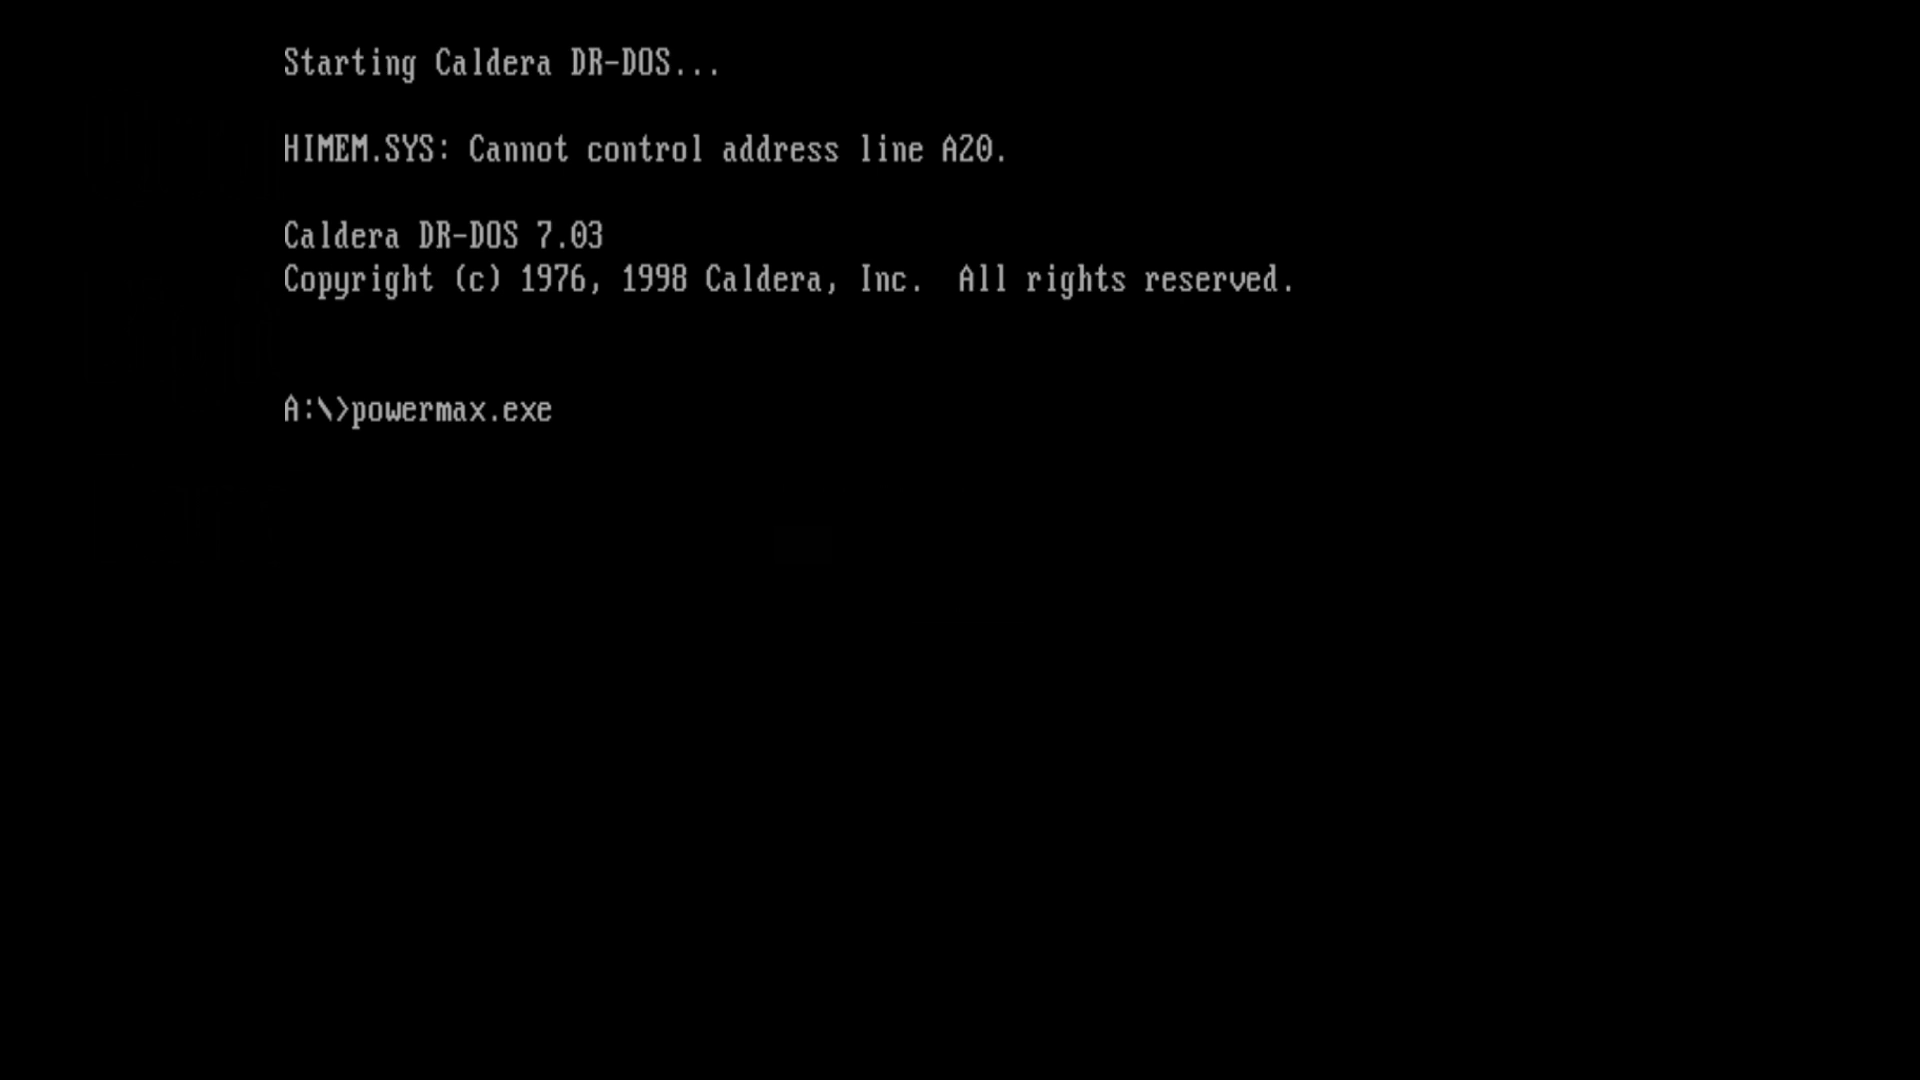 Starting Caldera DR-DOS...
HIMEM.SYS: Cannot control address line A20.
Caldera DR-DOS 7.03
Copyright (c) 1976, 1998 Caldera, Inc.  All rights reserved.
A:\>powermax.exe